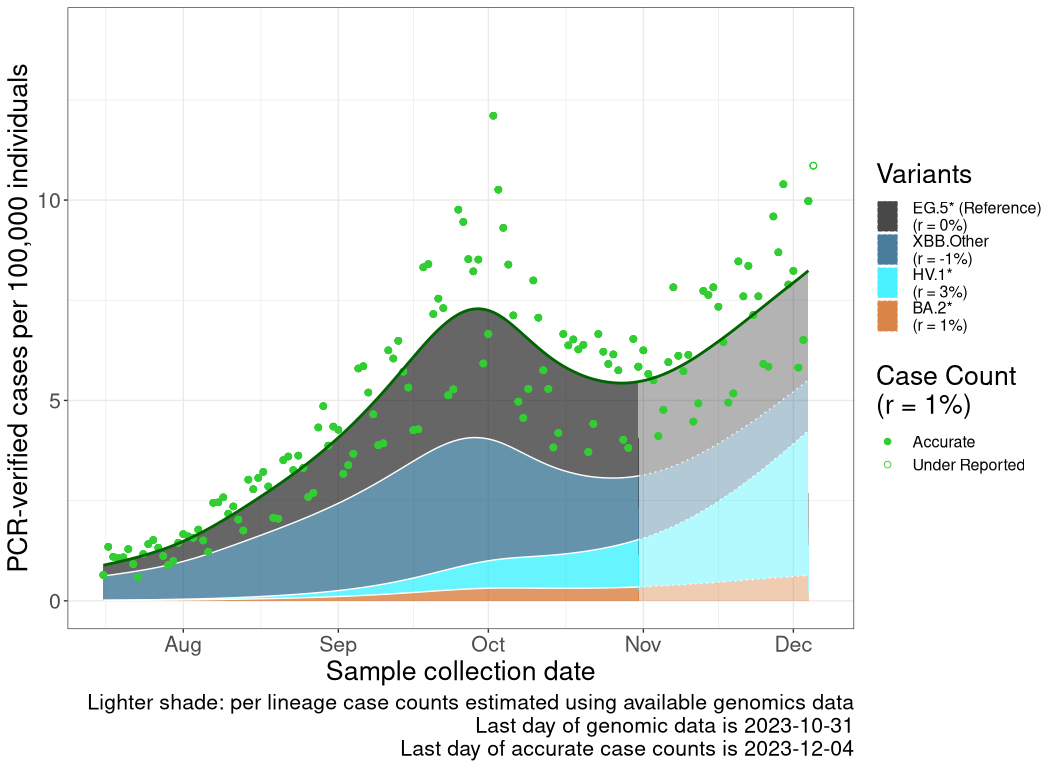 PCR-verified cases per 100,000 individuals
10
5
0
Aug Sep Oct Nov Dec
Sample collection date
Lighter shade: per lineage case counts estimated using available genomics data
Last day of genomic data is 2023-10-31
Last day of accurate case counts is 2023-12-04
Variants
EG.5* (Reference)
(r = 0%)
XBB.Other
(r = -1%)
HV.1*
(r = 3%)
BA.2*
(r = 1%)
Case Count
(r = 1%)
Accurate
Under Reported